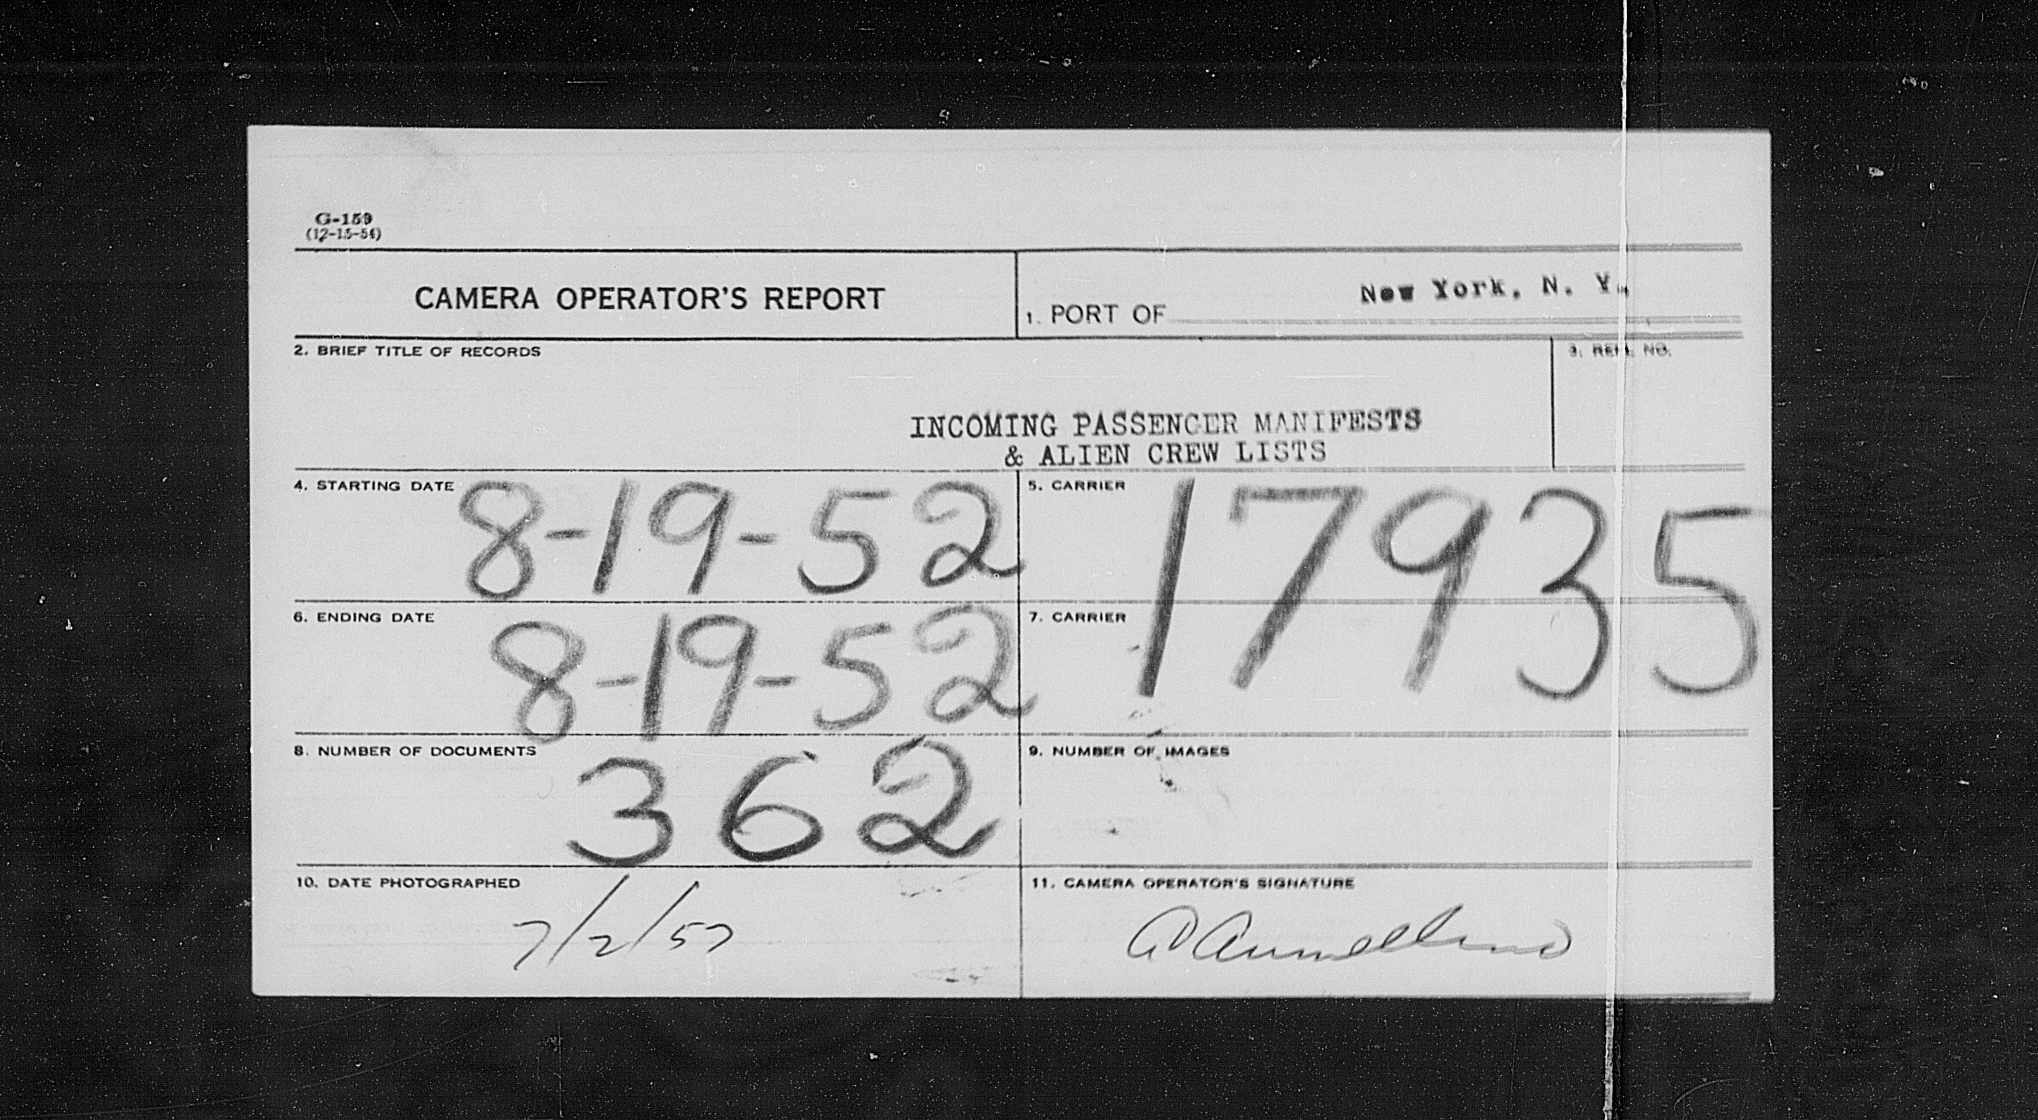 G-159
(12-15-54)
CAMERA OPERATOR'S REPORT
1. PORT OF New York, N. Y.
2. BRIEF TITLE OF RECORDS
3. REEL NO.
INCOMING PASSENGER MANIFESTS
& ALIEN CREW LISTS
4. STARTING DATE 8-19-52
5. CARRIER 17935
6. ENDING DATE 8-19-52
7. CARRIER
8. NUMBER OF DOCUMENTS 362
9. NUMBER OF IMAGES
10. DATE PHOTOGRAPHED 7/2/57
11. CAMERA OPERATOR'S SIGNATURE